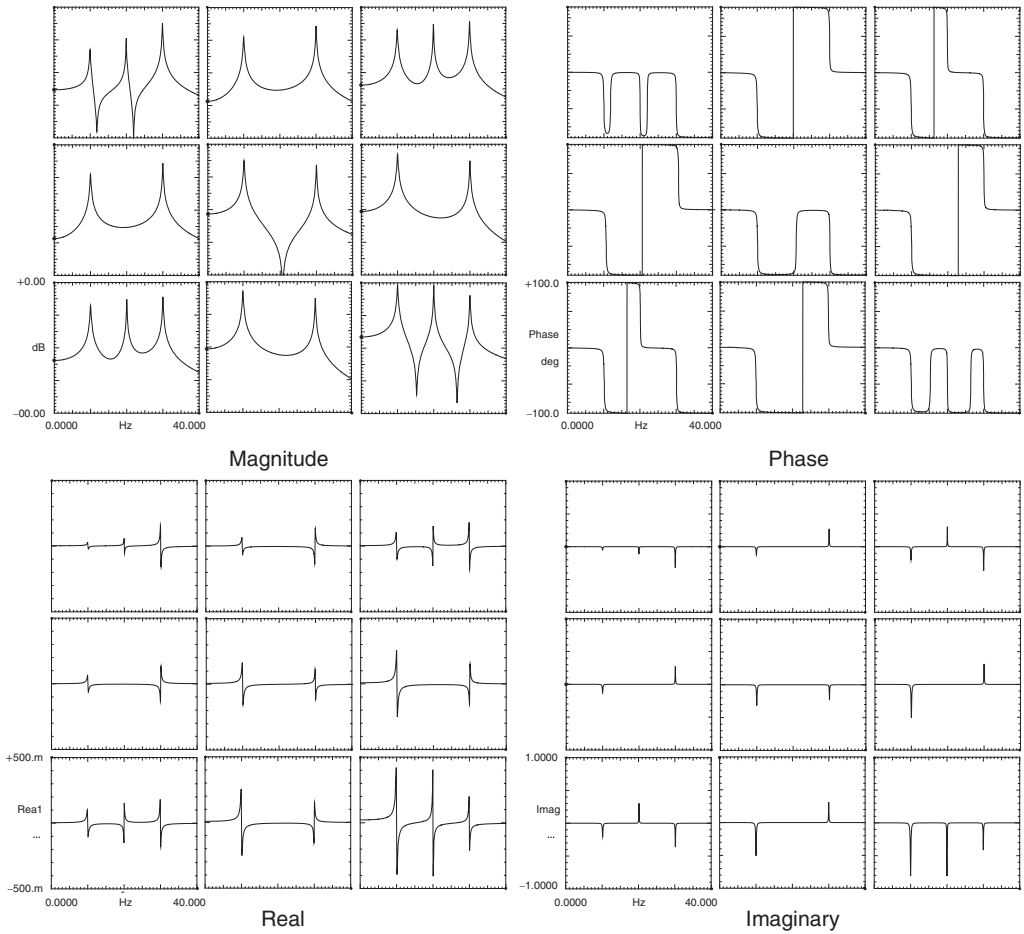 +0.00
dB
−00.00
0.0000 Hz 40.000
Magnitude
+100.0
Phase
deg
−100.0
0.0000 Hz 40.000
Phase
+500.m
Rea1
...
−500.m
0.0000 Hz 40.000
Real
1.0000
Imag
...
−1.0000
0.0000 Hz 40.000
Imaginary